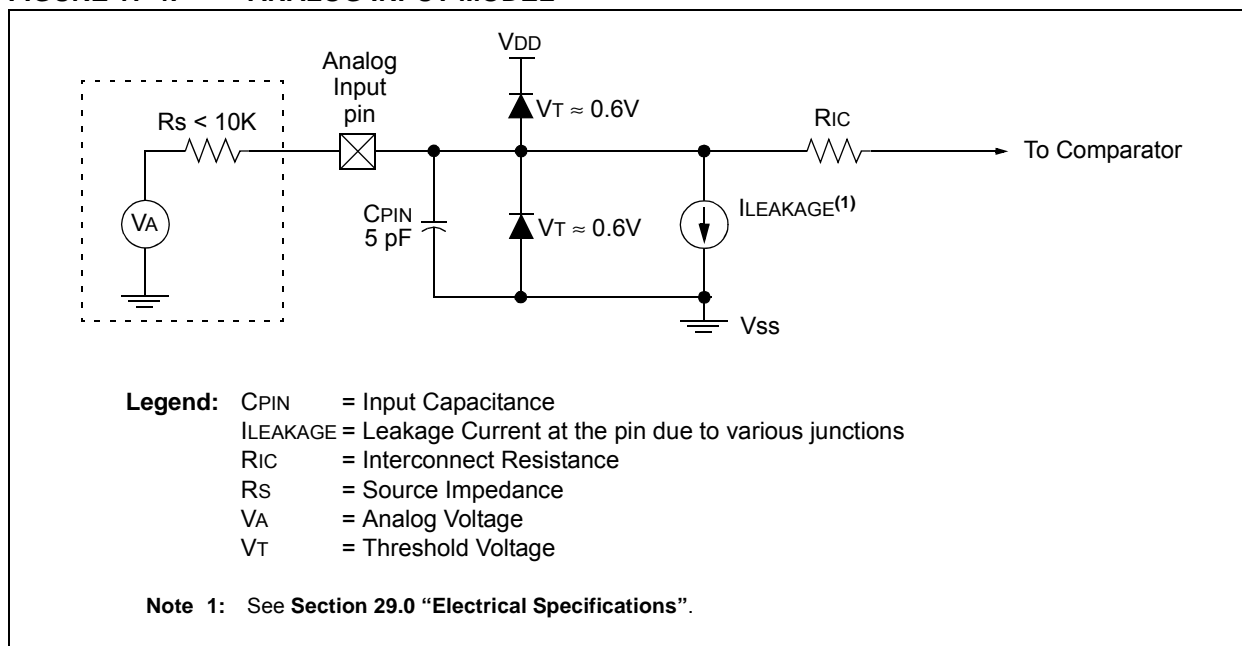 VDD
Analog
Input
pin
VT ≈ 0.6V
RIC
Rs < 10K
To Comparator
VA
CPIN
5 pF
VT ≈ 0.6V
ILEAKAGE(1)
Vss
Legend: CPIN = Input Capacitance
ILEAKAGE = Leakage Current at the pin due to various junctions
RIC = Interconnect Resistance
RS = Source Impedance
VA = Analog Voltage
VT = Threshold Voltage
Note 1: See Section 29.0 “Electrical Specifications”.